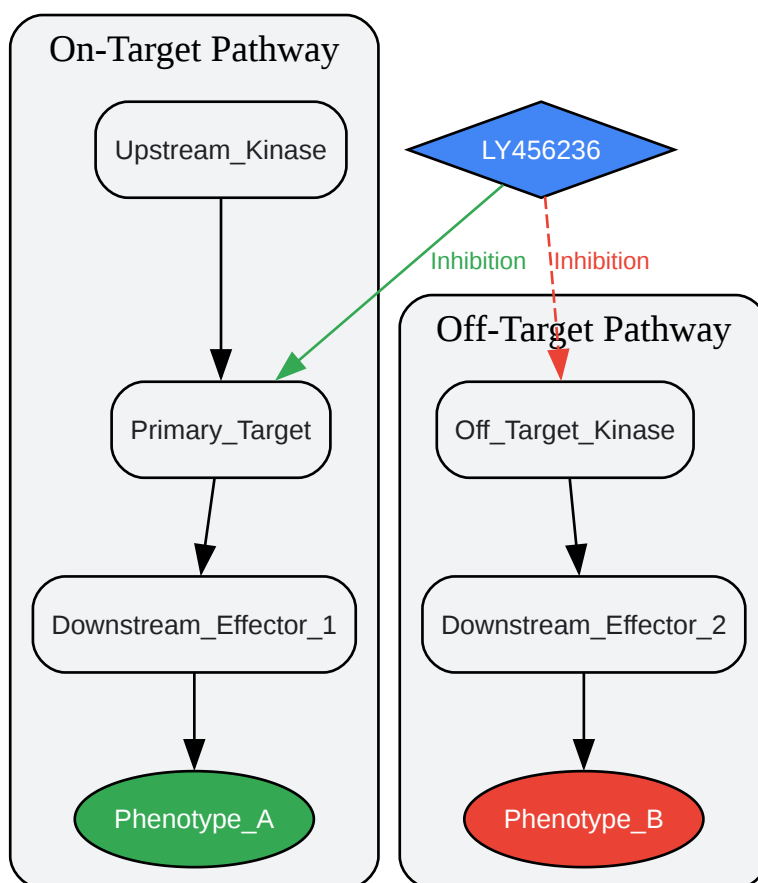 On-Target Pathway
Upstream_Kinase
LY456236
Inhibition
Inhibition
Off-Target Pathway
Primary_Target
Off_Target_Kinase
Downstream_Effector_1
Downstream_Effector_2
Phenotype_A
Phenotype_B